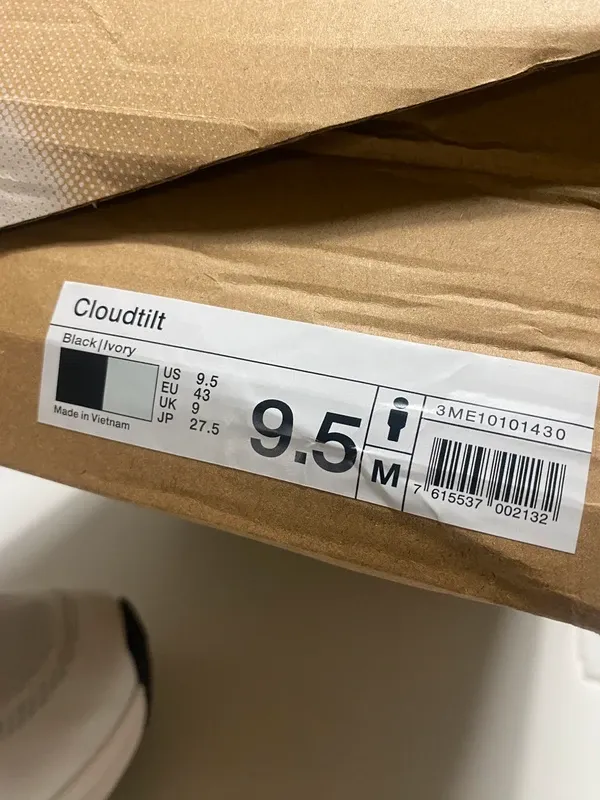 Cloudtilt
Black|Ivory
US 9.5
EU 43
UK 9
JP 27.5
Made in Vietnam
9.5
M
3ME10101430
7 615537 002132